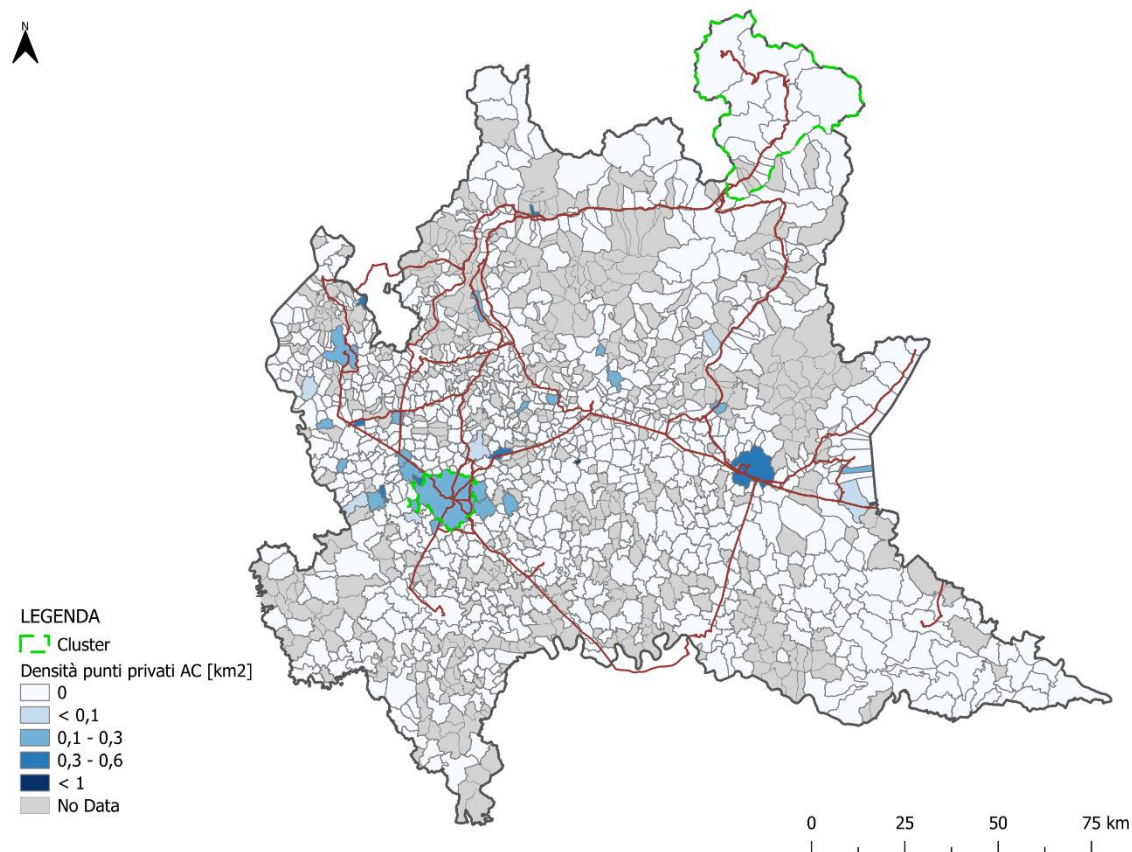 N
LEGENDA
Cluster
Densità punti privati AC [km2]
0
< 0,1
0,1 - 0,3
0,3 - 0,6
< 1
No Data
0 25 50 75 km